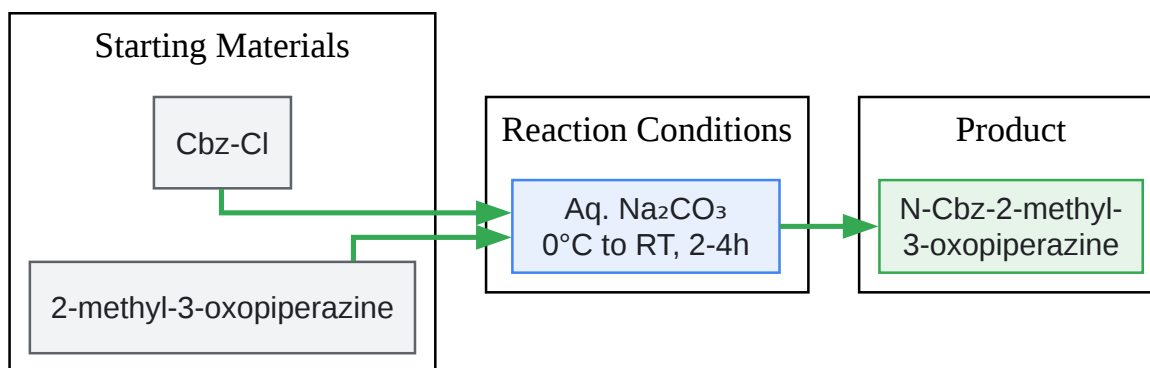 Starting Materials
Cbz-Cl
2-methyl-3-oxopiperazine
Reaction Conditions
Aq. Na₂CO₃
0°C to RT, 2-4h
Product
N-Cbz-2-methyl-
3-oxopiperazine